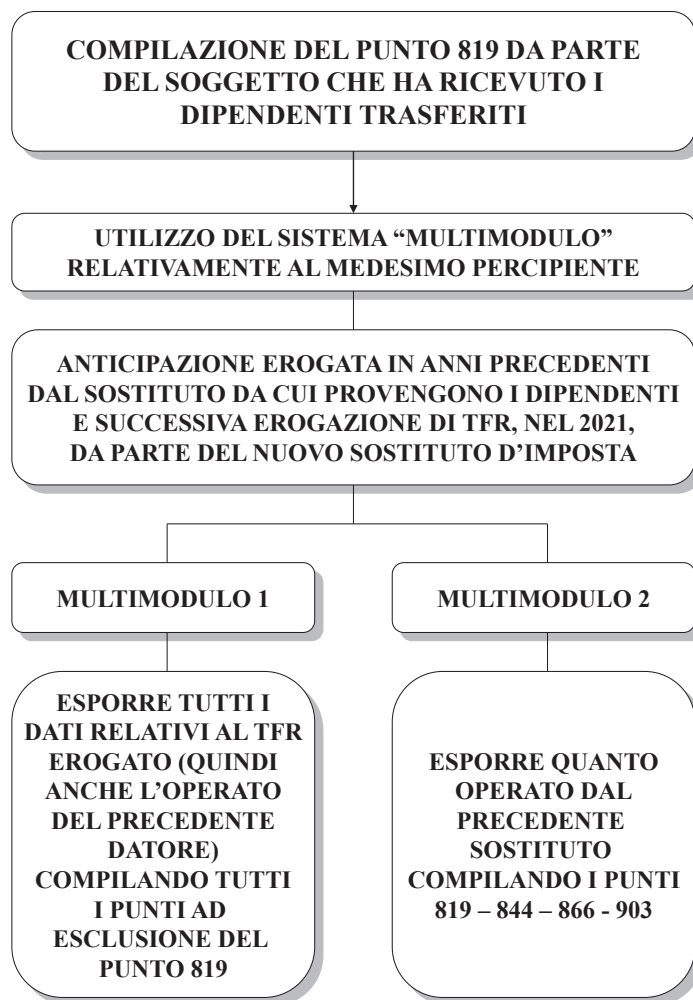 COMPILAZIONE DEL PUNTO 819 DA PARTE
DEL SOGGETTO CHE HA RICEVUTO I
DIPENDENTI TRASFERITI
UTILIZZO DEL SISTEMA “MULTIMODULO”
RELATIVAMENTE AL MEDESIMO PERCIPIENTE
ANTICIPAZIONE EROGATA IN ANNI PRECEDENTI
DAL SOSTITUTO DA CUI PROVENGONO I DIPENDENTI
E SUCCESSIVA EROGAZIONE DI TFR, NEL 2021,
DA PARTE DEL NUOVO SOSTITUTO D’IMPOSTA
MULTIMODULO 1
ESPORRE TUTTI I
DATI RELATIVI AL TFR
EROGATO (QUINDI
ANCHE L’OPERATO
DEL PRECEDENTE
DATORE)
COMPILANDO TUTTI
I PUNTI AD
ESCLUSIONE DEL
PUNTO 819
MULTIMODULO 2
ESPORRE QUANTO
OPERATO DAL
PRECEDENTE
SOSTITUTO
COMPILANDO I PUNTI
819 – 844 – 866 - 903